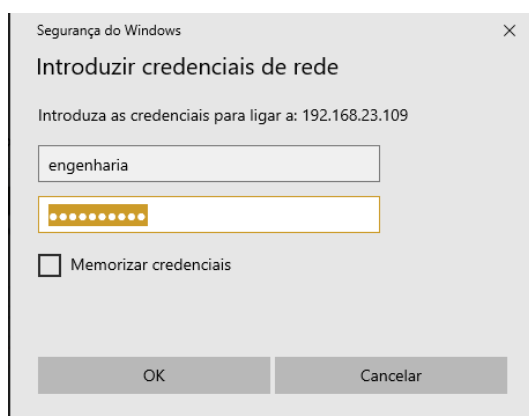 Segurança do Windows
Introduzir credenciais de rede
Introduza as credenciais para ligar a: 192.168.23.109
engenharia
••••••••••
Memorizar credenciais
OK Cancelar